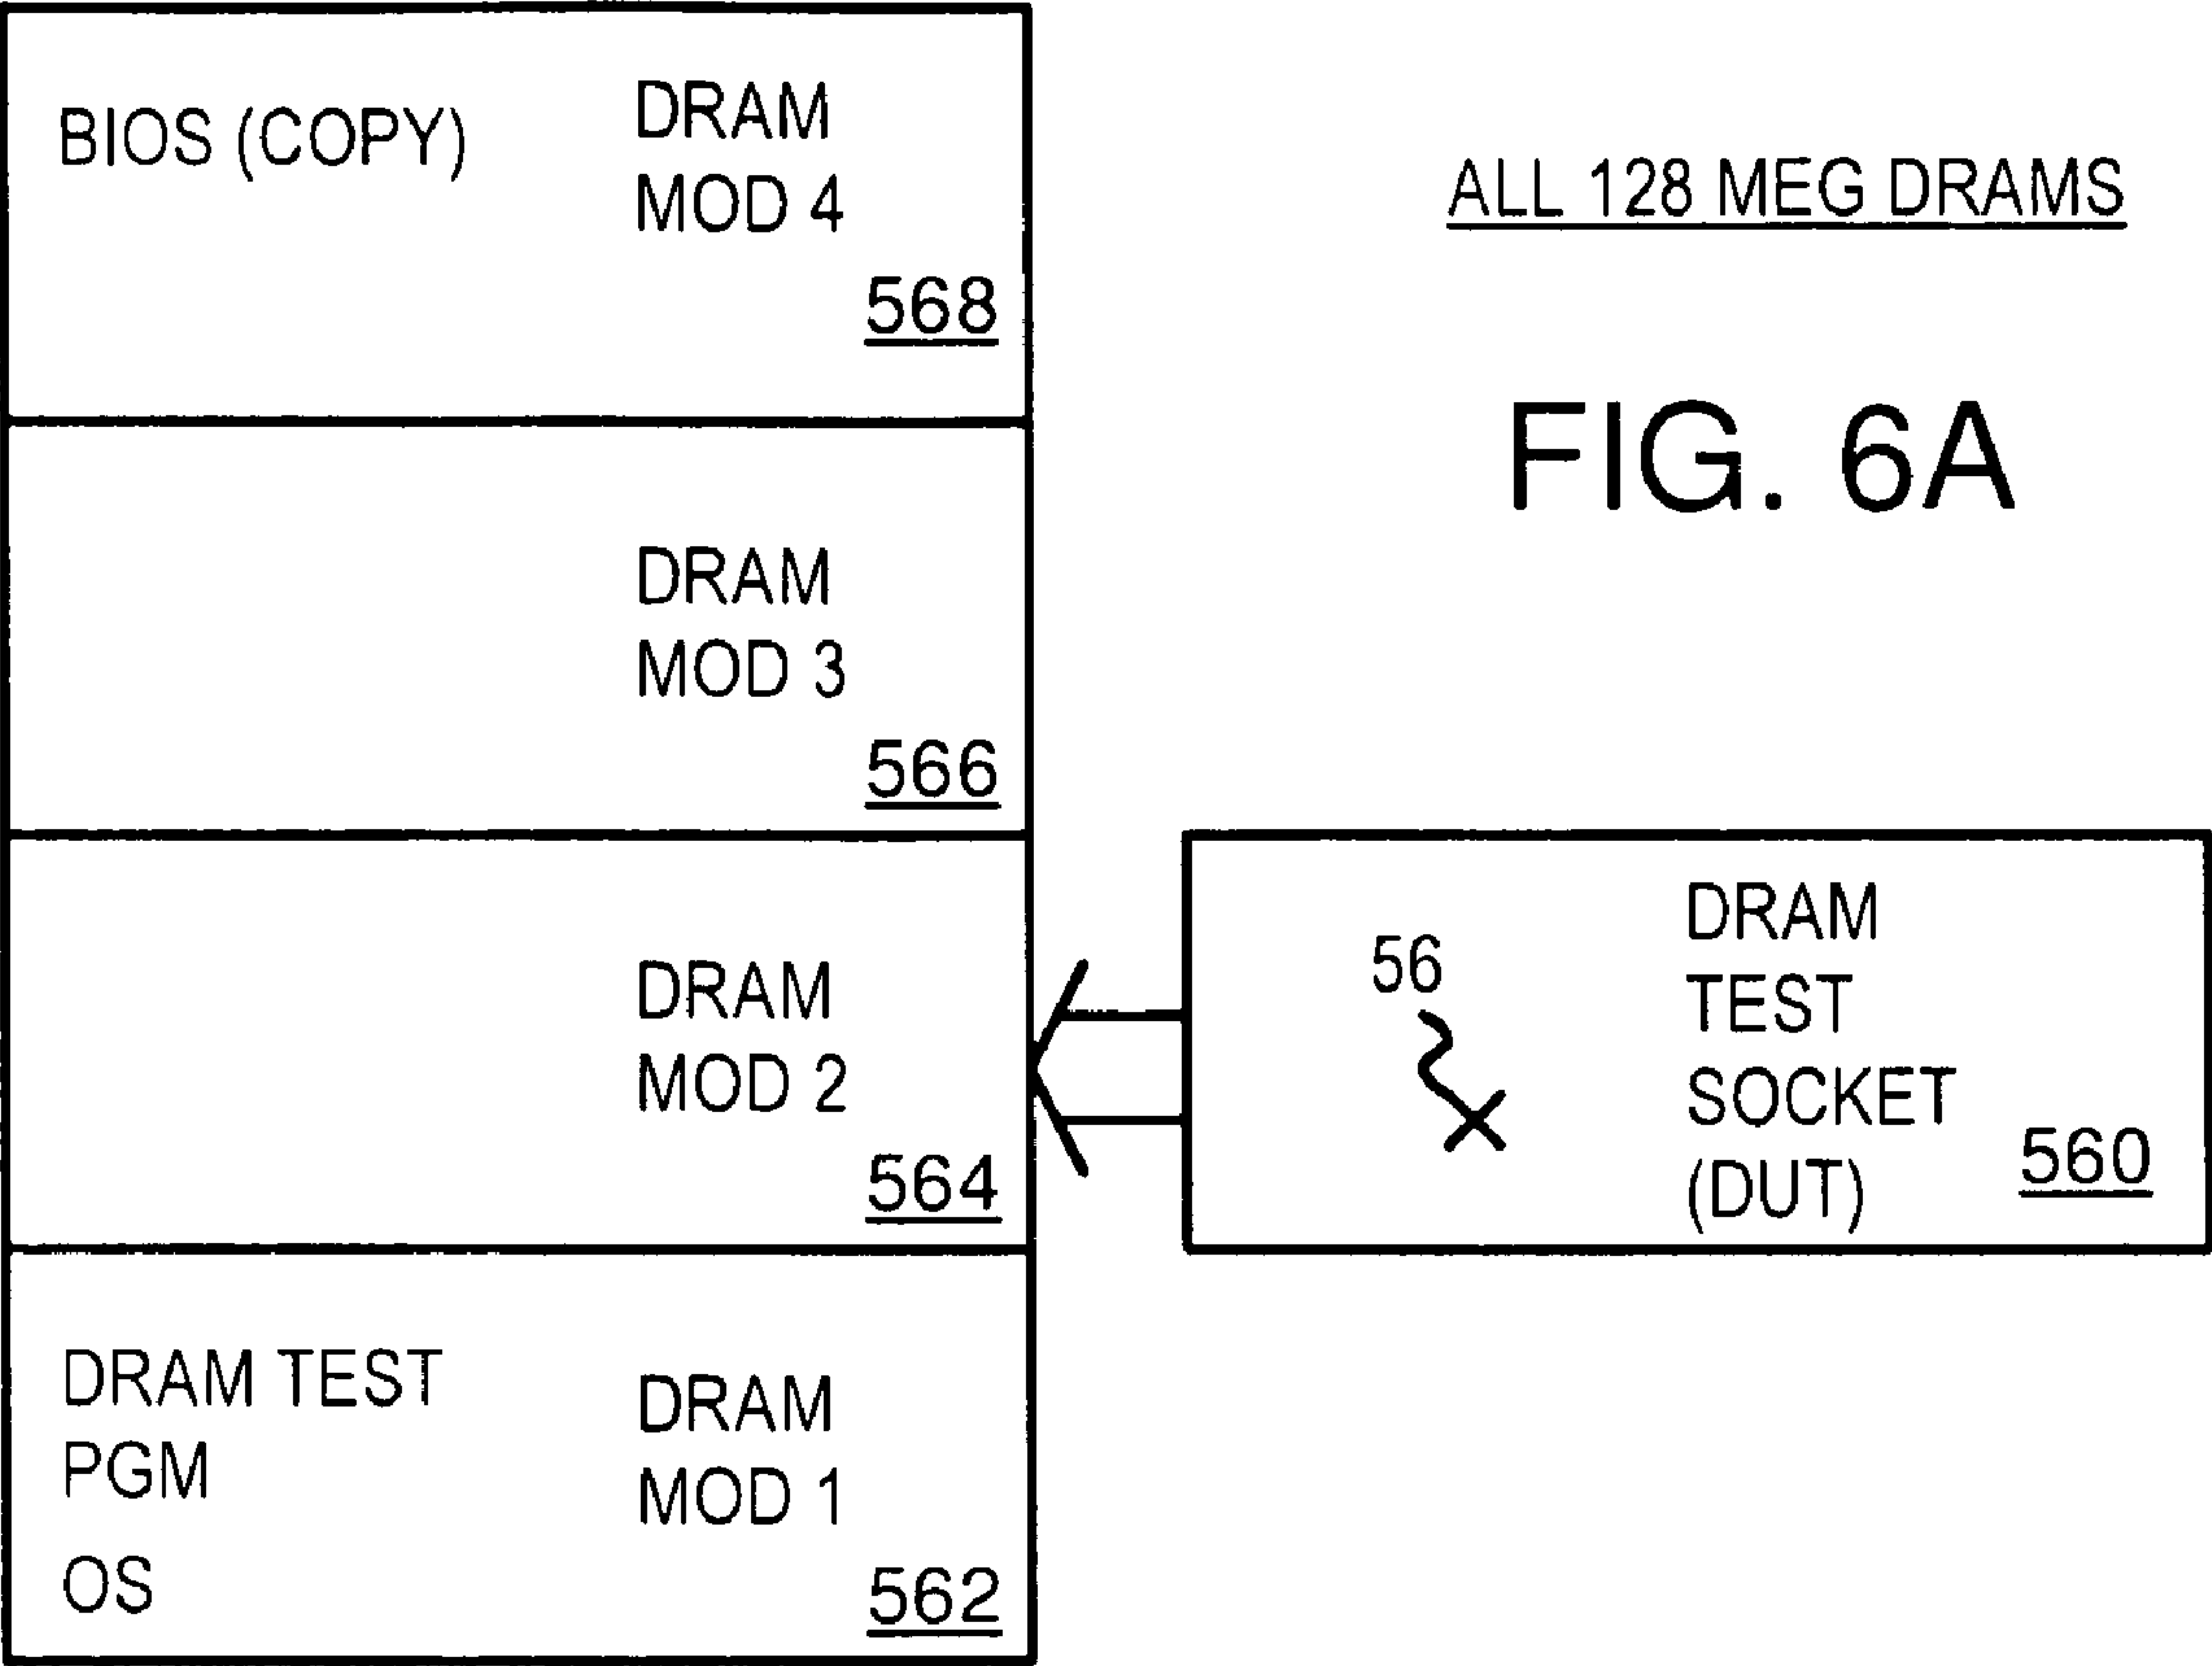 BIOS (COPY)
DRAM
MOD 4
568
ALL 128 MEG DRAMS
FIG. 6A
DRAM
MOD 3
566
DRAM
MOD 2
564
56
DRAM
TEST
SOCKET
(DUT)
560
DRAM TEST
PGM
OS
DRAM
MOD 1
562